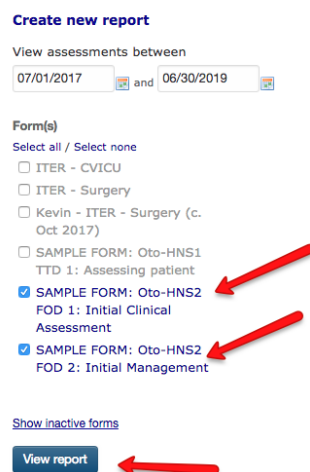 Create new report
View assessments between
07/01/2017 and 06/30/2019
Form(s)
Select all / Select none
ITER - CVICU
ITER - Surgery
Kevin - ITER - Surgery (c.
Oct 2017)
SAMPLE FORM: Oto-HNS1
TTD 1: Assessing patient
SAMPLE FORM: Oto-HNS2
FOD 1: Initial Clinical
Assessment
SAMPLE FORM: Oto-HNS2
FOD 2: Initial Management
Show inactive forms
View report